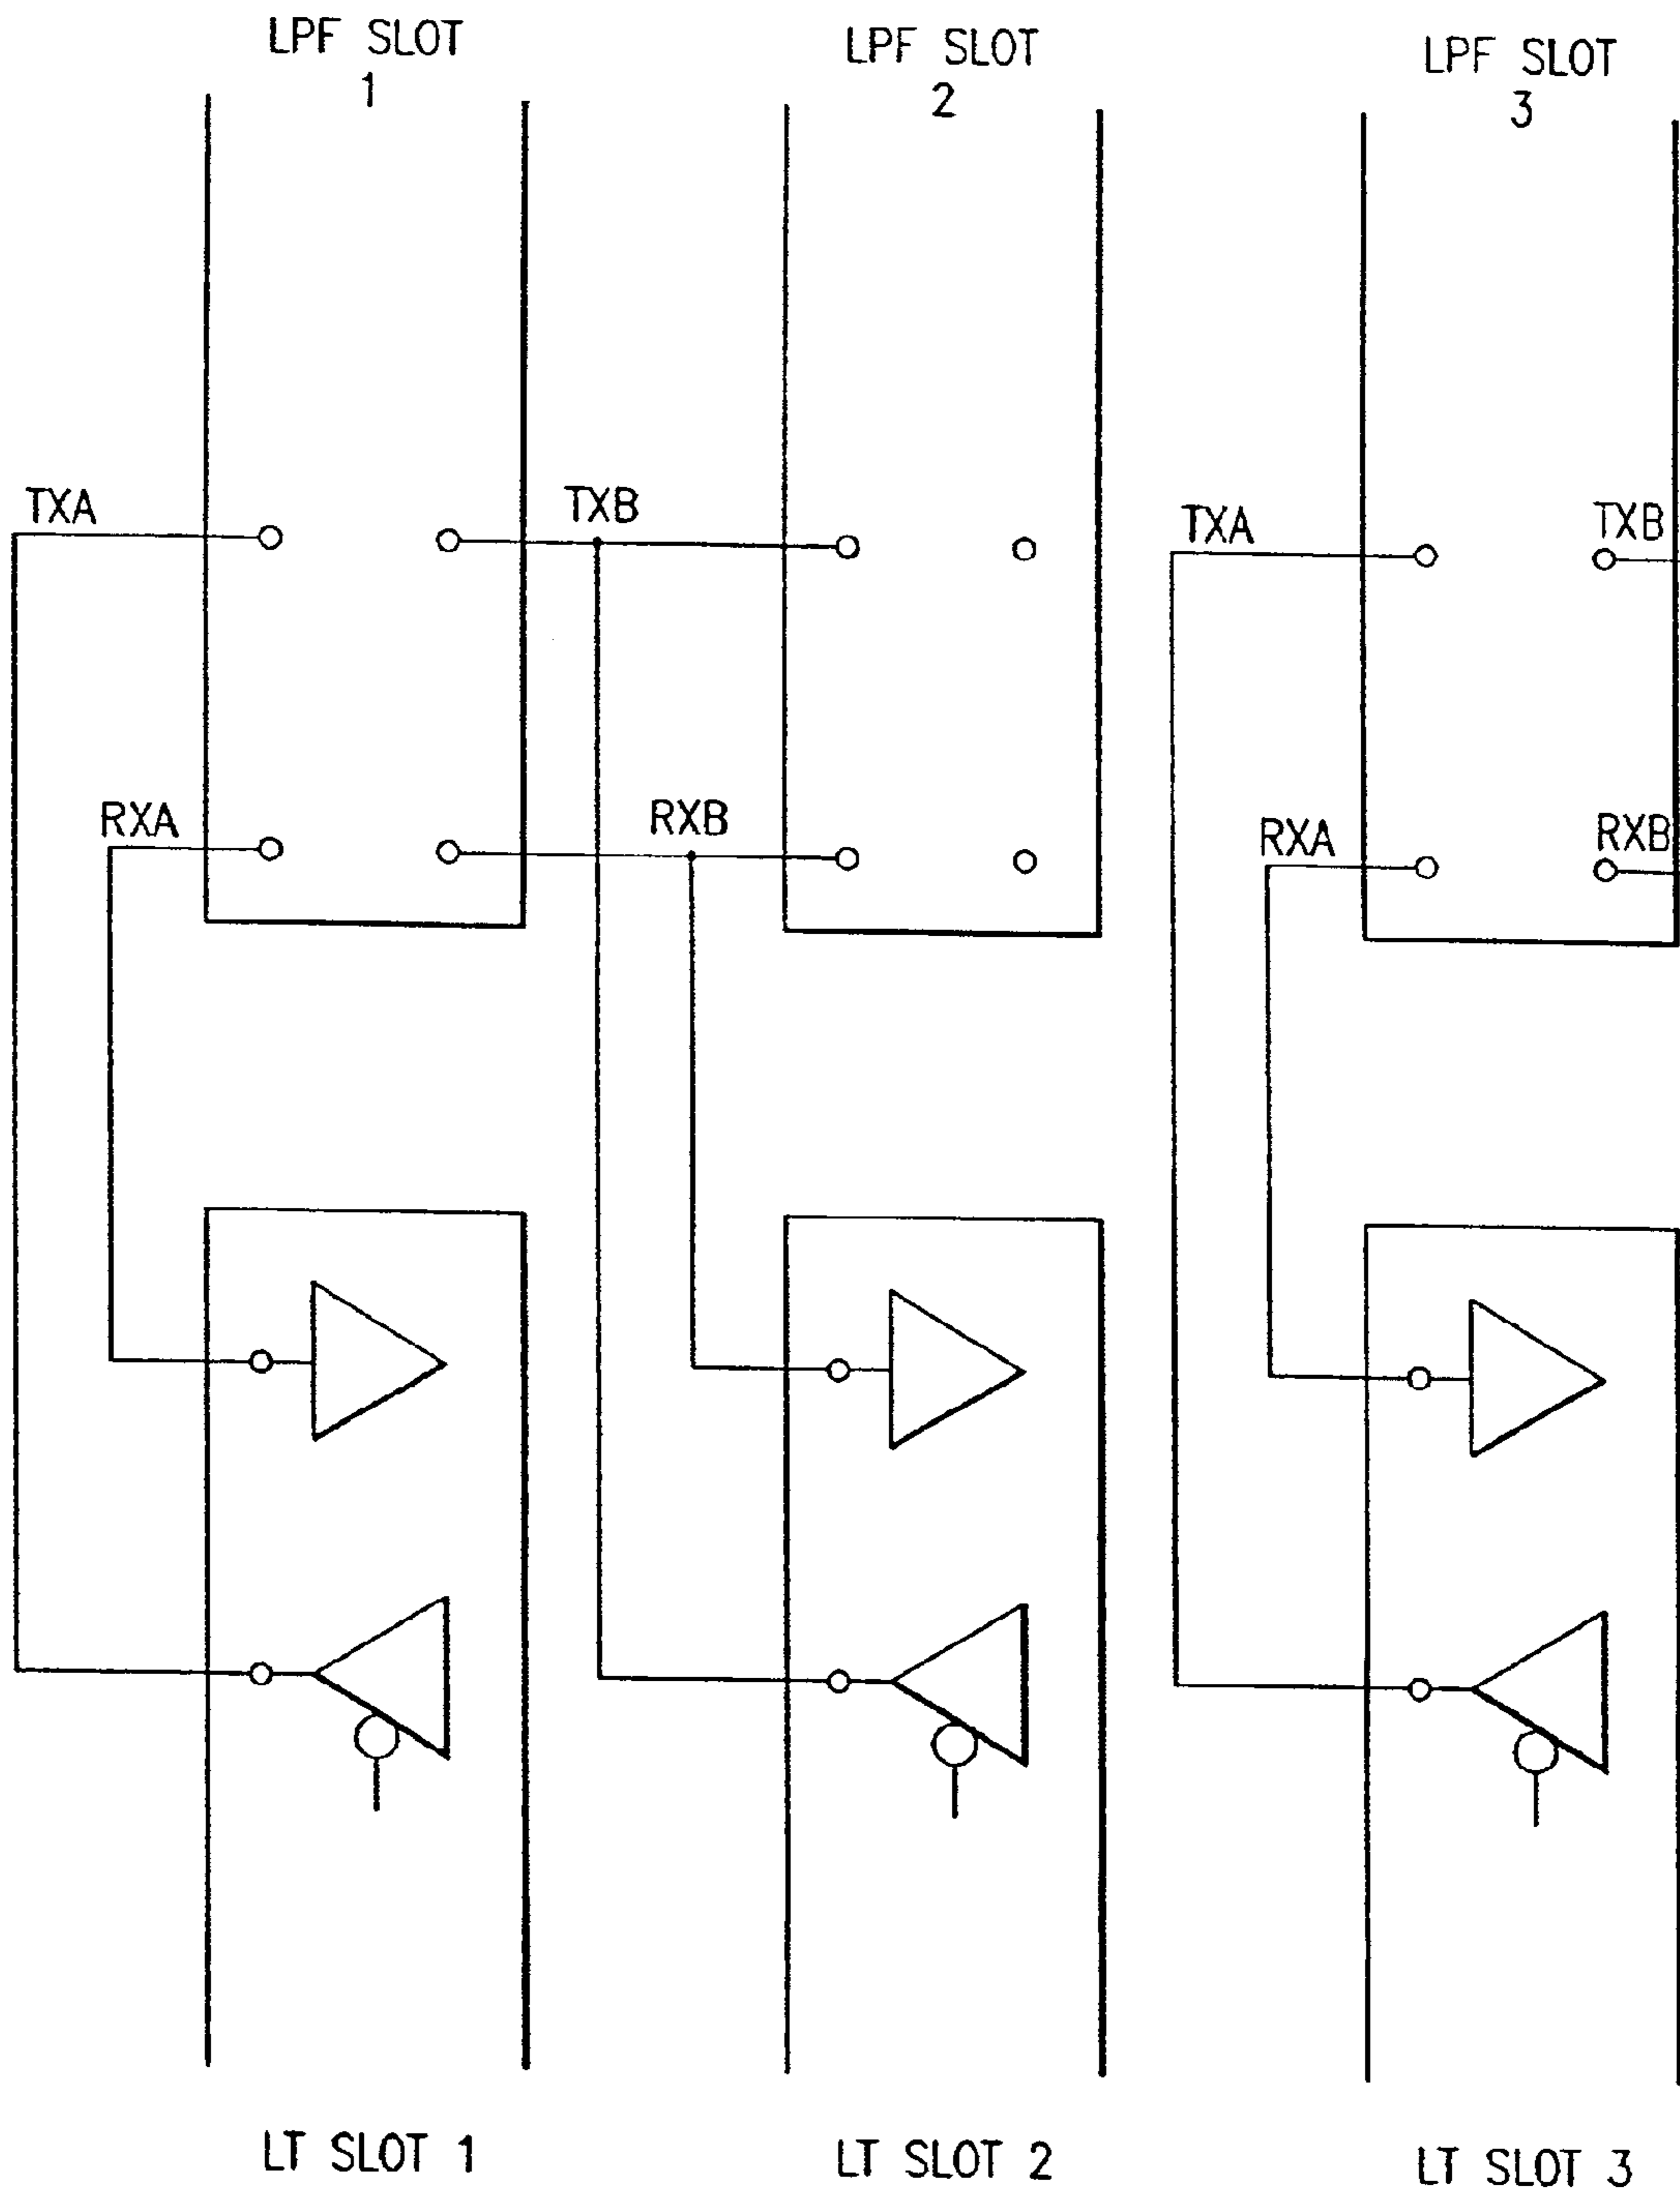 LPF SLOT
1
LPF SLOT
2
LPF SLOT
3
TXA
TXB
TXA
TXB
RXA
RXB
RXA
RXB
LT SLOT 1
LT SLOT 2
LT SLOT 3